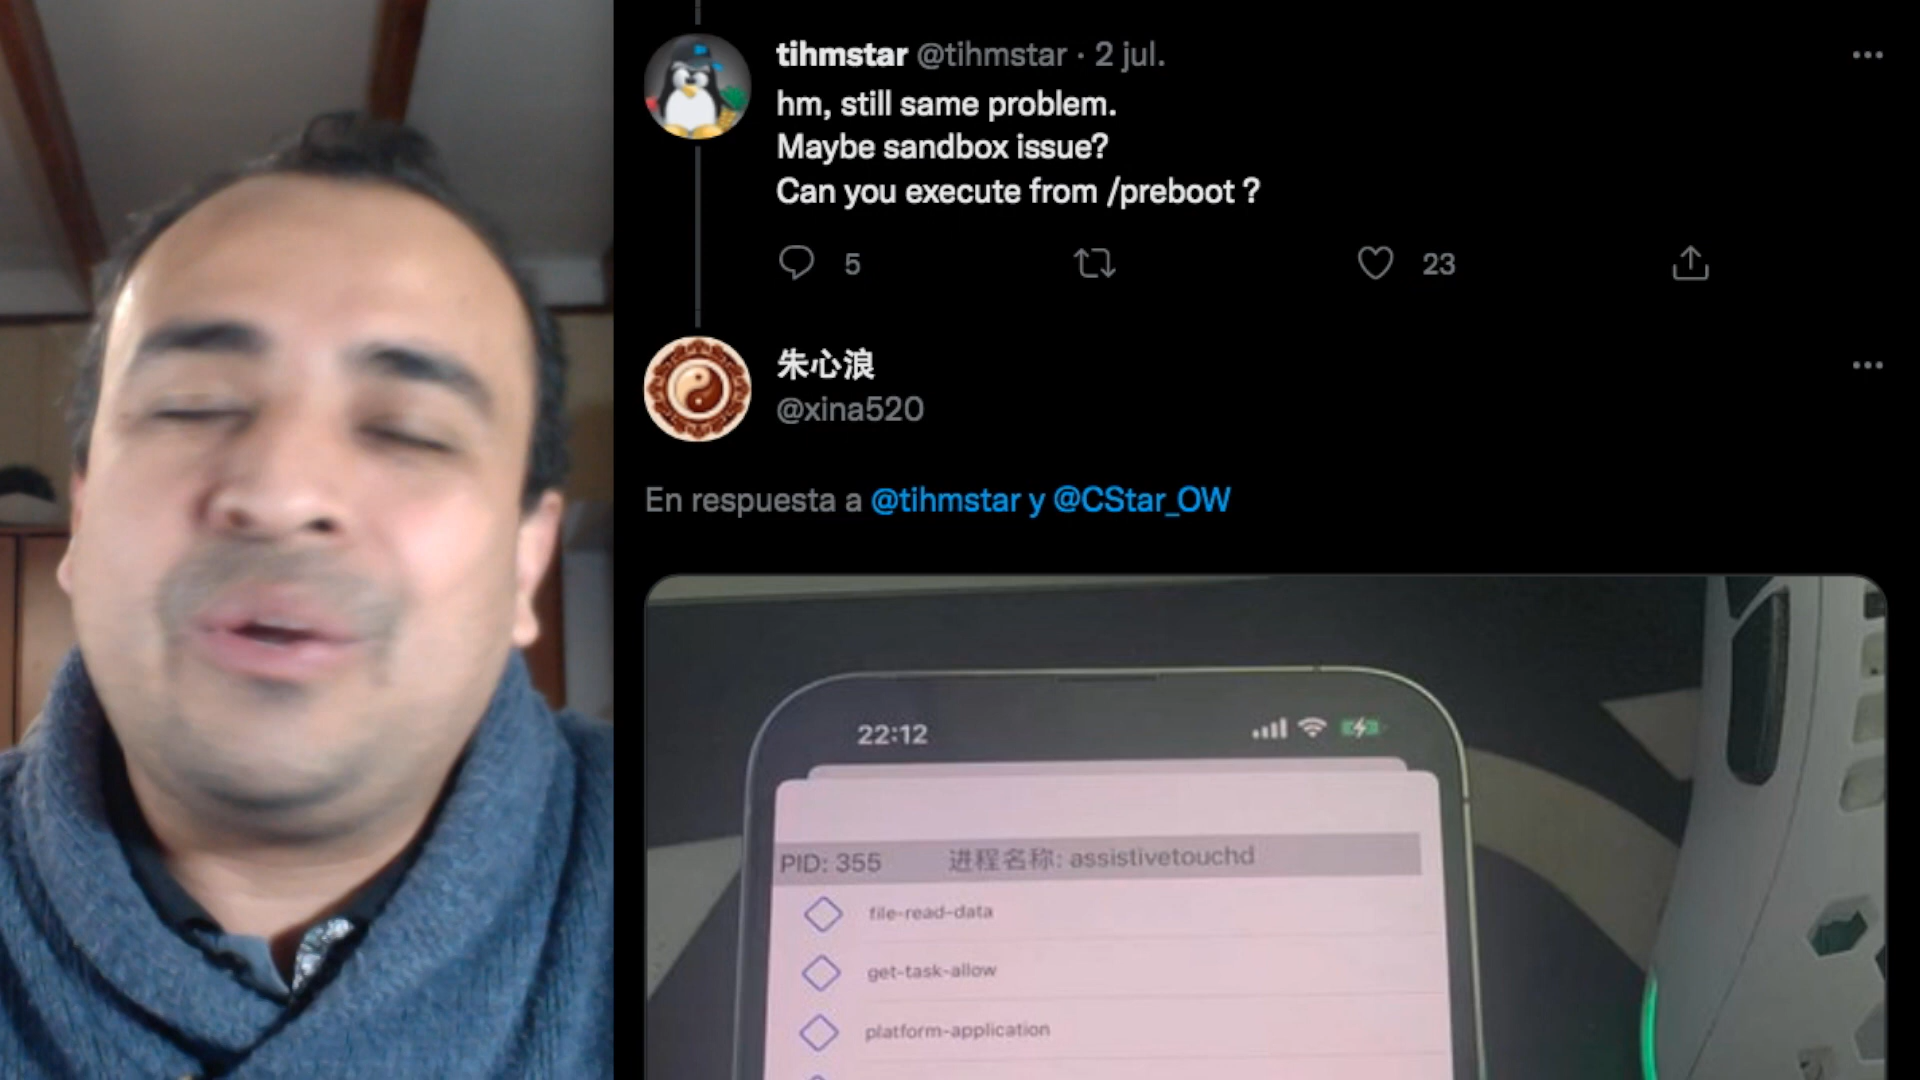 tihmstar @tihmstar · 2 jul.
hm, still same problem.
Maybe sandbox issue?
Can you execute from /preboot ?
5
23
朱心浪
@xina520
En respuesta a @tihmstar y @CStar_OW
22:12
PID: 355 进程名称: assistivetouchd
file-read-data
get-task-allow
platform-application